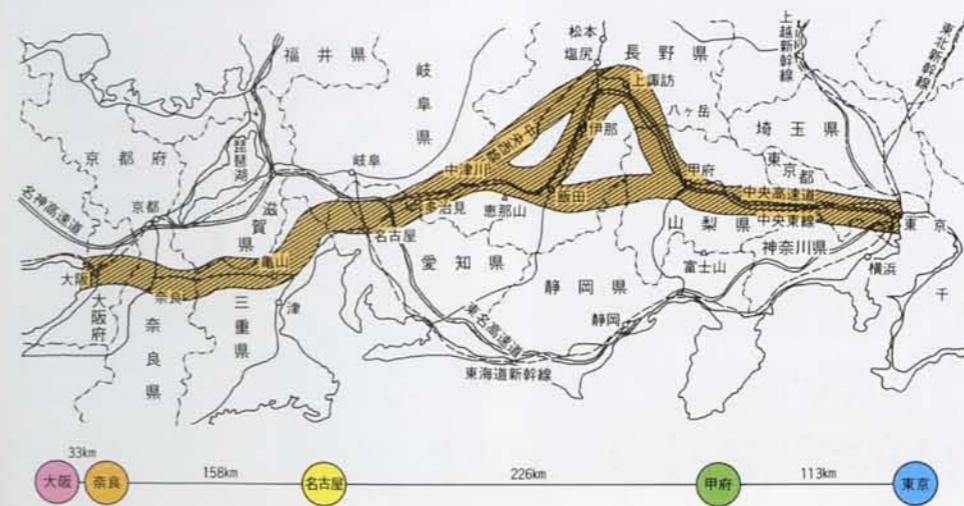 松本
塩尻
長野県
上越新幹線
東北新幹線
福井県
岐阜県
上諏訪
八ヶ岳
伊那
埼玉県
京都府
琵琶湖
岐阜
中津川
甲府
東京都
中央高速道
名神高速道
京都
滋賀県
多治見
恵那山
飯田
山梨県
中央東線
東京
名古屋
愛知県
神奈川県
富士山
横浜
大阪
亀山
静岡県
千
大阪府
奈良
三重県
津
東名高速道
静岡
奈良県
東海道新幹線
33km
158km
226km
113km
大阪
奈良
名古屋
甲府
東京